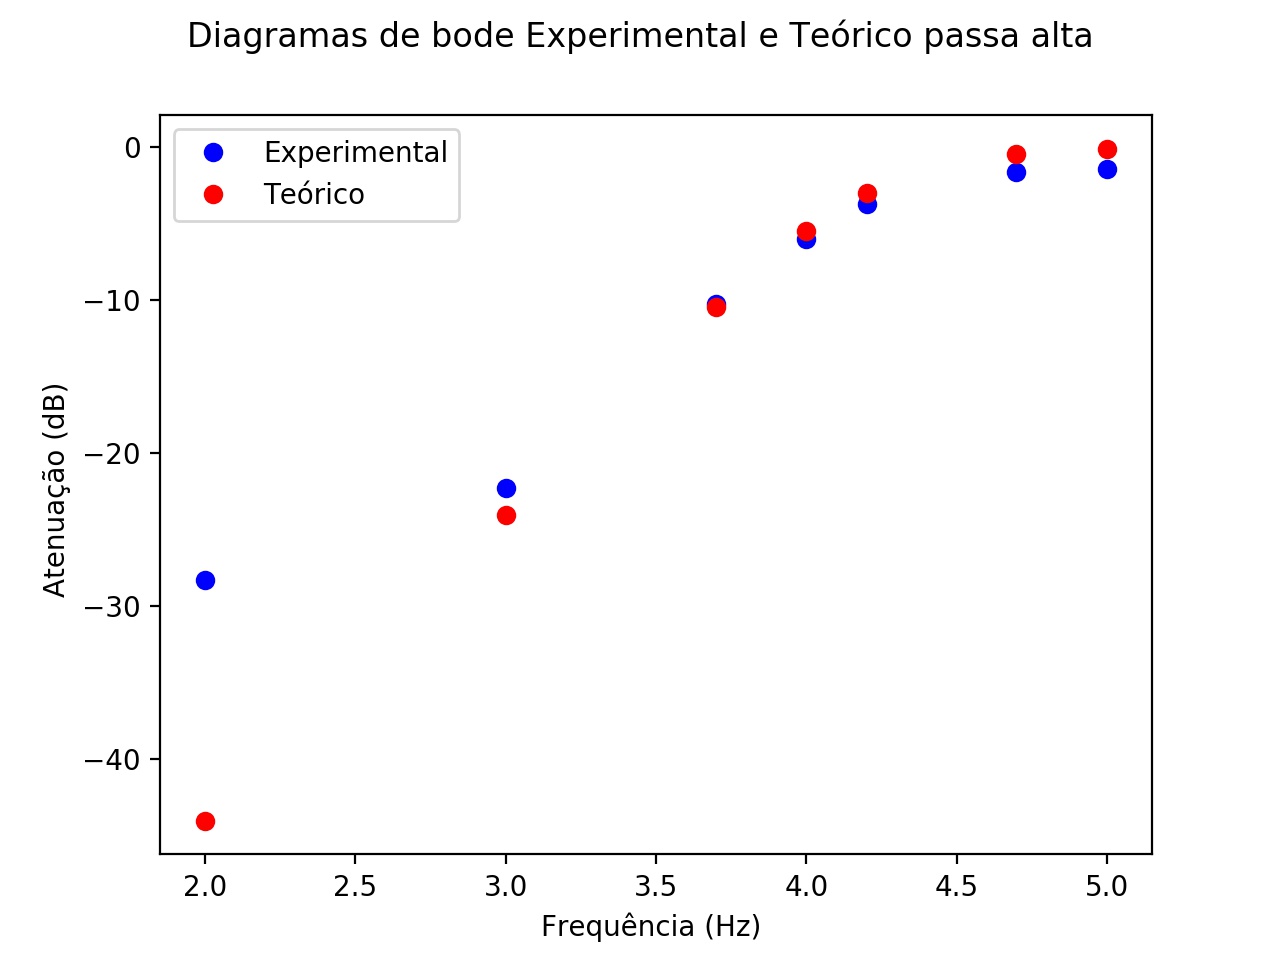 Diagramas de bode Experimental e Teórico passa alta
Experimental
Teórico
0
−10
−20
−30
−40
Atenuação (dB)
2.0 2.5 3.0 3.5 4.0 4.5 5.0
Frequência (Hz)